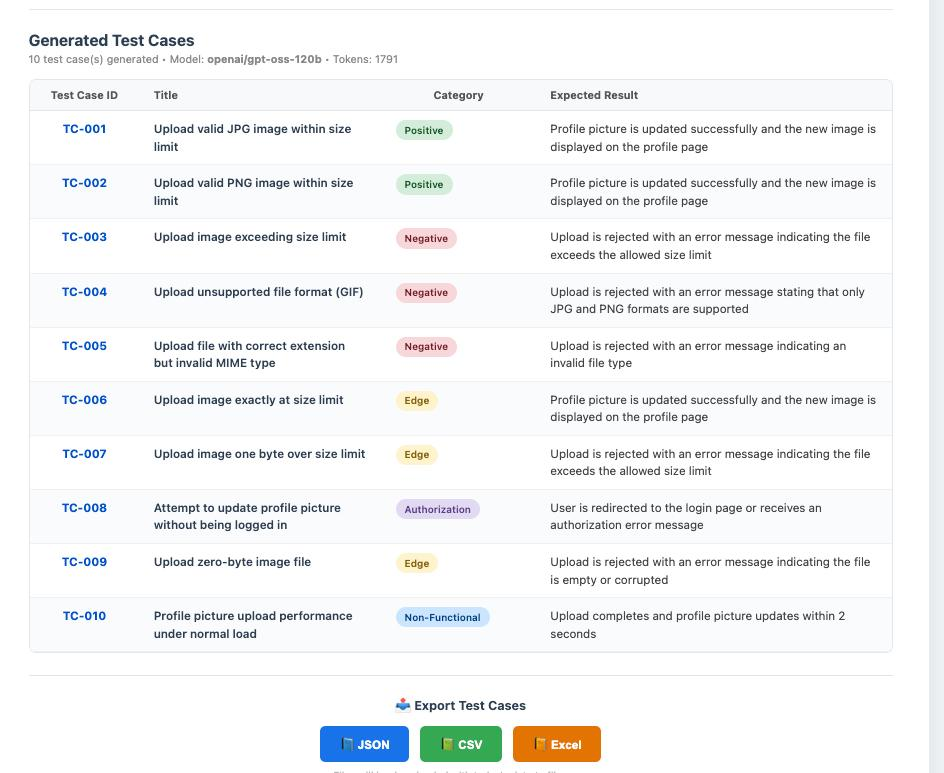 Generated Test Cases
10 test case(s) generated • Model: openai/gpt-oss-120b • Tokens: 1791
Test Case ID Title Category Expected Result
TC-001 Upload valid JPG image within size Positive Profile picture is updated successfully and the new image is
limit displayed on the profile page
TC-002 Upload valid PNG image within size Positive Profile picture is updated successfully and the new image is
limit displayed on the profile page
TC-003 Upload image exceeding size limit Negative Upload is rejected with an error message indicating the file
exceeds the allowed size limit
TC-004 Upload unsupported file format (GIF) Negative Upload is rejected with an error message stating that only
JPG and PNG formats are supported
TC-005 Upload file with correct extension Negative Upload is rejected with an error message indicating an
but invalid MIME type invalid file type
TC-006 Upload image exactly at size limit Edge Profile picture is updated successfully and the new image is
displayed on the profile page
TC-007 Upload image one byte over size limit Edge Upload is rejected with an error message indicating the file
exceeds the allowed size limit
TC-008 Attempt to update profile picture Authorization User is redirected to the login page or receives an
without being logged in authorization error message
TC-009 Upload zero-byte image file Edge Upload is rejected with an error message indicating the file
is empty or corrupted
TC-010 Profile picture upload performance Non-Functional Upload completes and profile picture updates within 2
under normal load seconds
Export Test Cases
JSON CSV Excel